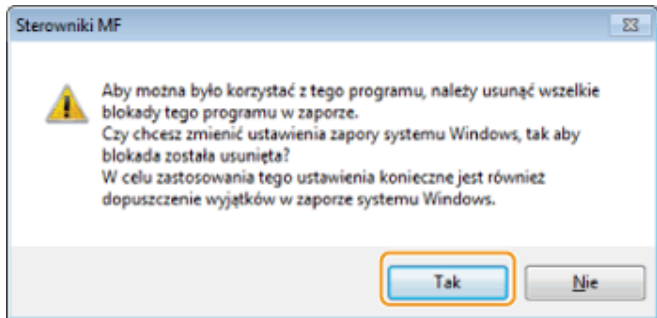 Sterowniki MF
Aby można było korzystać z tego programu, należy usunąć wszelkie
blokady tego programu w zaporze.
Czy chcesz zmienić ustawienia zapory systemu Windows, tak aby
blokada została usunięta?
W celu zastosowania tego ustawienia konieczne jest również
dopuszczenie wyjątków w zaporze systemu Windows.
Tak Nie